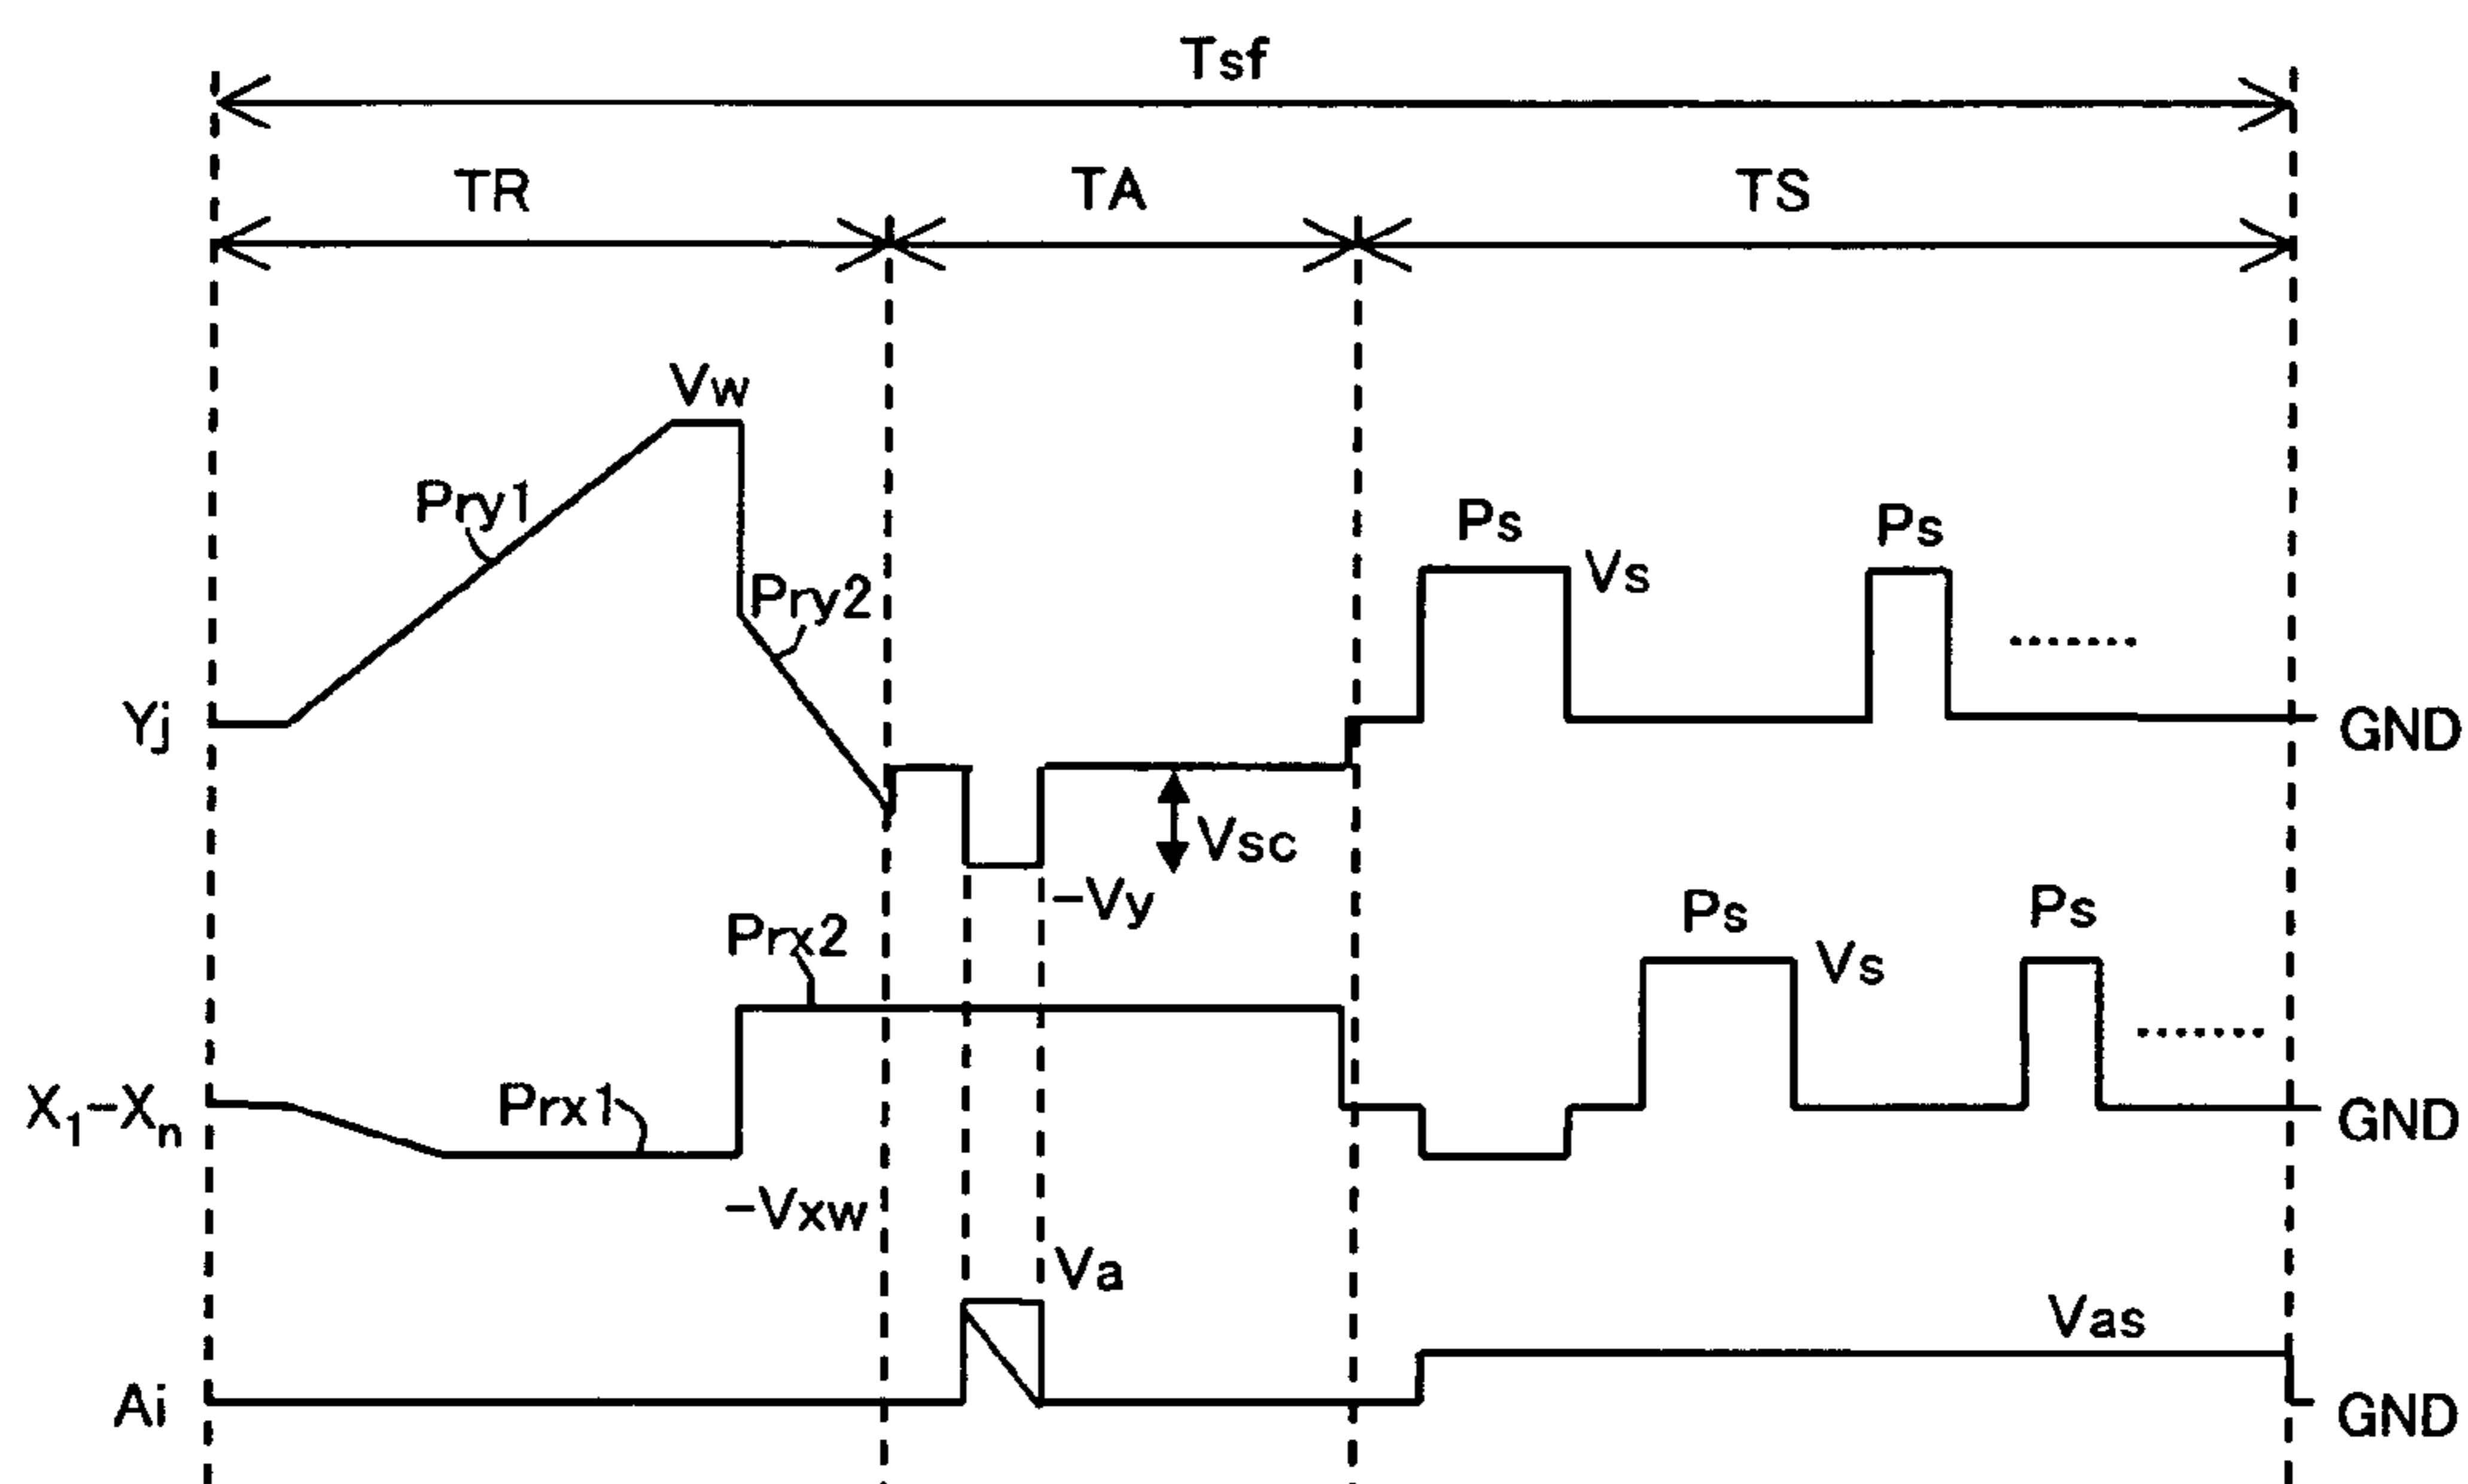 Tsf
TR TA TS
Vw
Pry1
Ps Ps
Vs
Pry2
Yj GND
Vsc
-Vy
Ps Ps
Prx2
Vs
X1-Xn Prx1 GND
-Vxw
Va
Vas
Ai GND